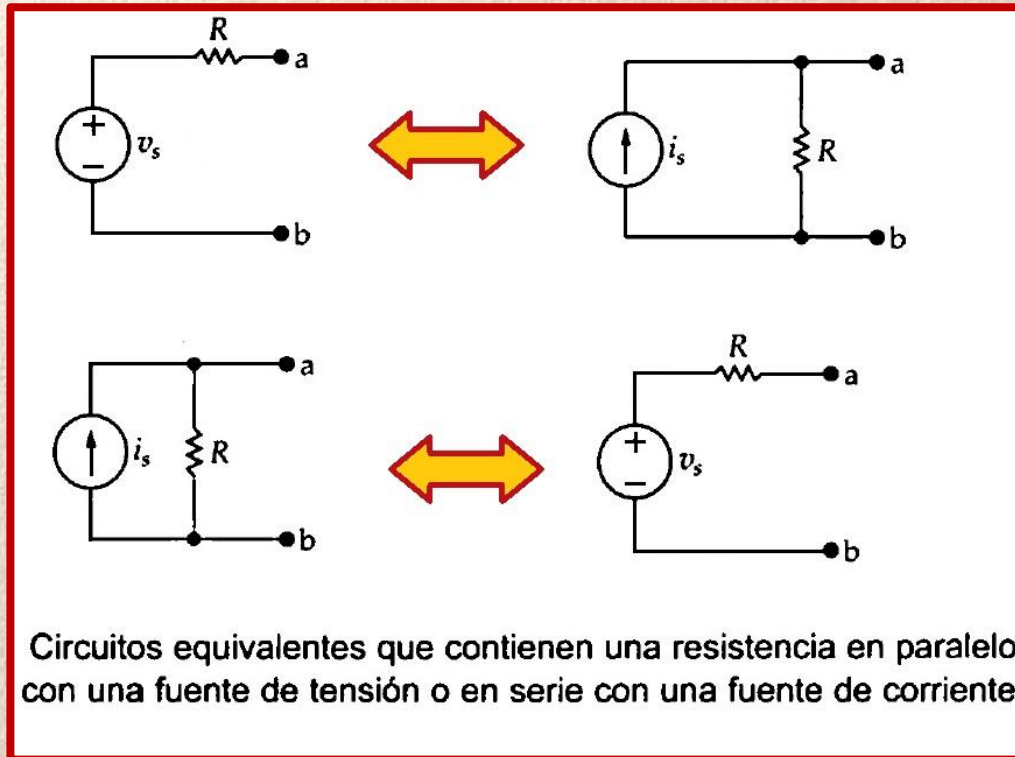 R
a
v_s
b
a
i_s
R
b
a
i_s
R
b
R
a
v_s
b
Circuitos equivalentes que contienen una resistencia en paralelo
con una fuente de tensión o en serie con una fuente de corriente